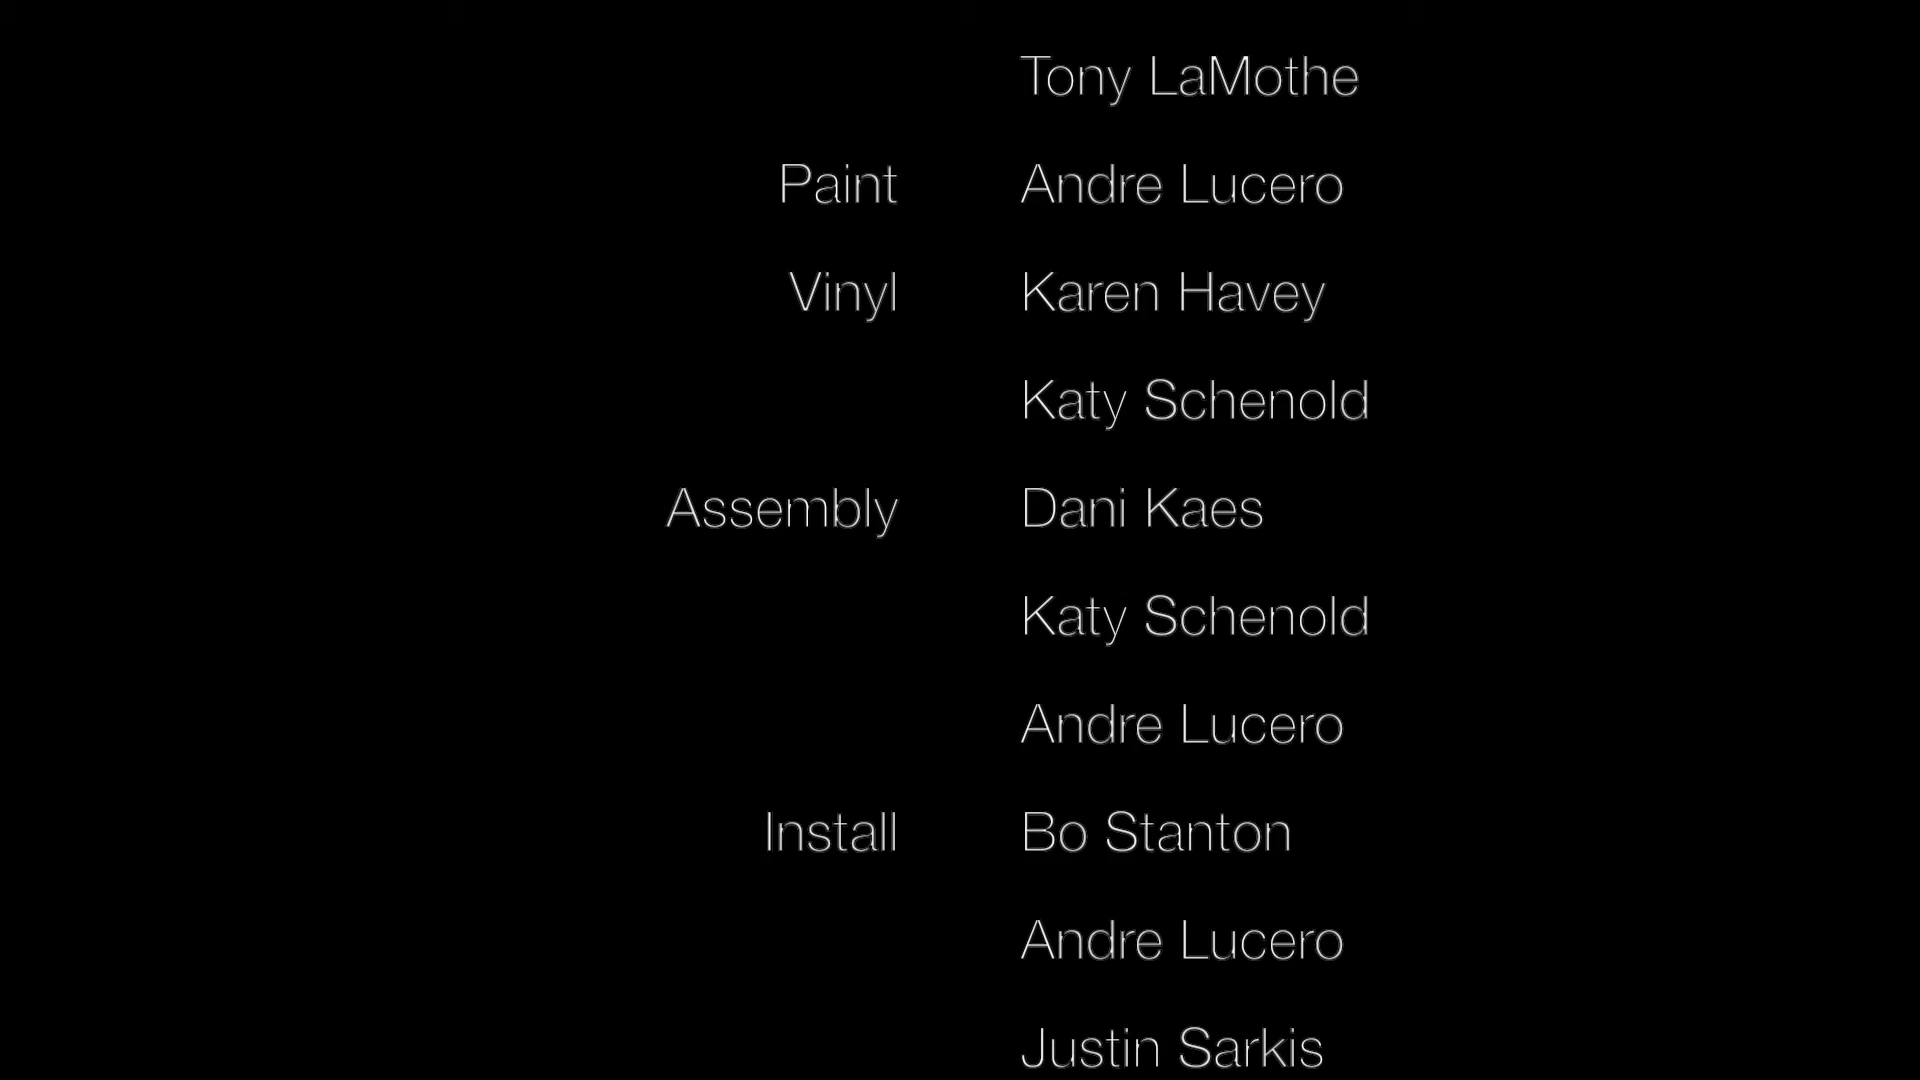 Tony LaMothe
Paint Andre Lucero
Vinyl Karen Havey
Katy Schenold
Assembly Dani Kaes
Katy Schenold
Andre Lucero
Install Bo Stanton
Andre Lucero
Justin Sarkis